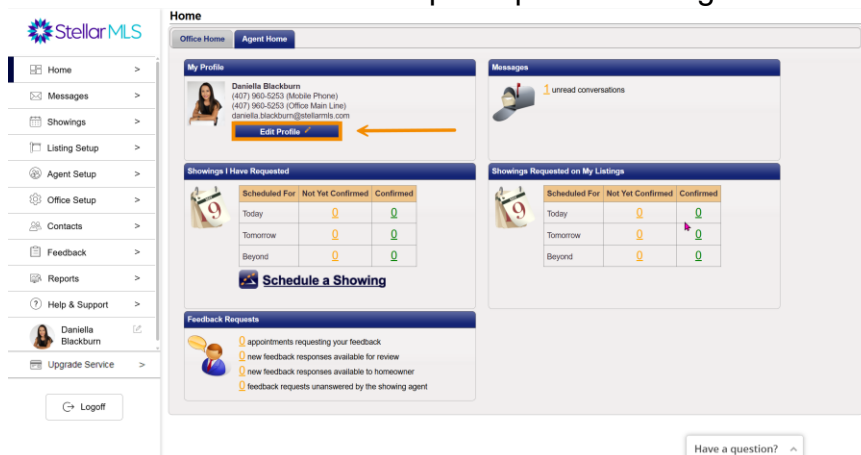 StellarMLS
Home >
Messages >
Showings >
Listing Setup >
Agent Setup >
Office Setup >
Contacts >
Feedback >
Reports >
Help & Support >
Daniella
Blackburn
Upgrade Service >
Logoff
Home
Office Home Agent Home
My Profile
Daniella Blackburn
(407) 960-5253 (Mobile Phone)
(407) 960-5253 (Office Main Line)
daniella.blackburn@stellarmls.com
Edit Profile
Messages
1 unread conversations
Showings I Have Requested
9
Scheduled For Not Yet Confirmed Confirmed
Today 0 0
Tomorrow 0 0
Beyond 0 0
Schedule a Showing
Showings Requested on My Listings
9
Scheduled For Not Yet Confirmed Confirmed
Today 0 0
Tomorrow 0 0
Beyond 0 0
Feedback Requests
0 appointments requesting your feedback
0 new feedback responses available for review
0 new feedback responses available to homeowner
0 feedback requests unanswered by the showing agent
Have a question?